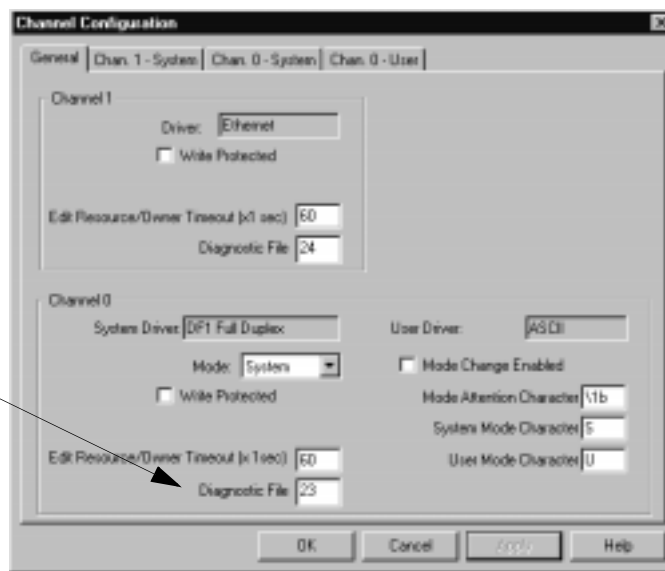 Channel Configuration
General Chan. 1 - System Chan. 0 - System Chan. 0 - User
Channel 1
Driver: Ethernet
Write Protected
Edit Resource/Owner Timeout (x1 sec) 60
Diagnostic File 24
Channel 0
System Driver: DF1 Full Duplex
Mode: System
Write Protected
Edit Resource/Owner Timeout (x 1sec) 60
Diagnostic File 23
User Driver: ASCII
Mode Change Enabled
Mode Attention Character \1b
System Mode Character S
User Mode Character U
OK Cancel Apply Help